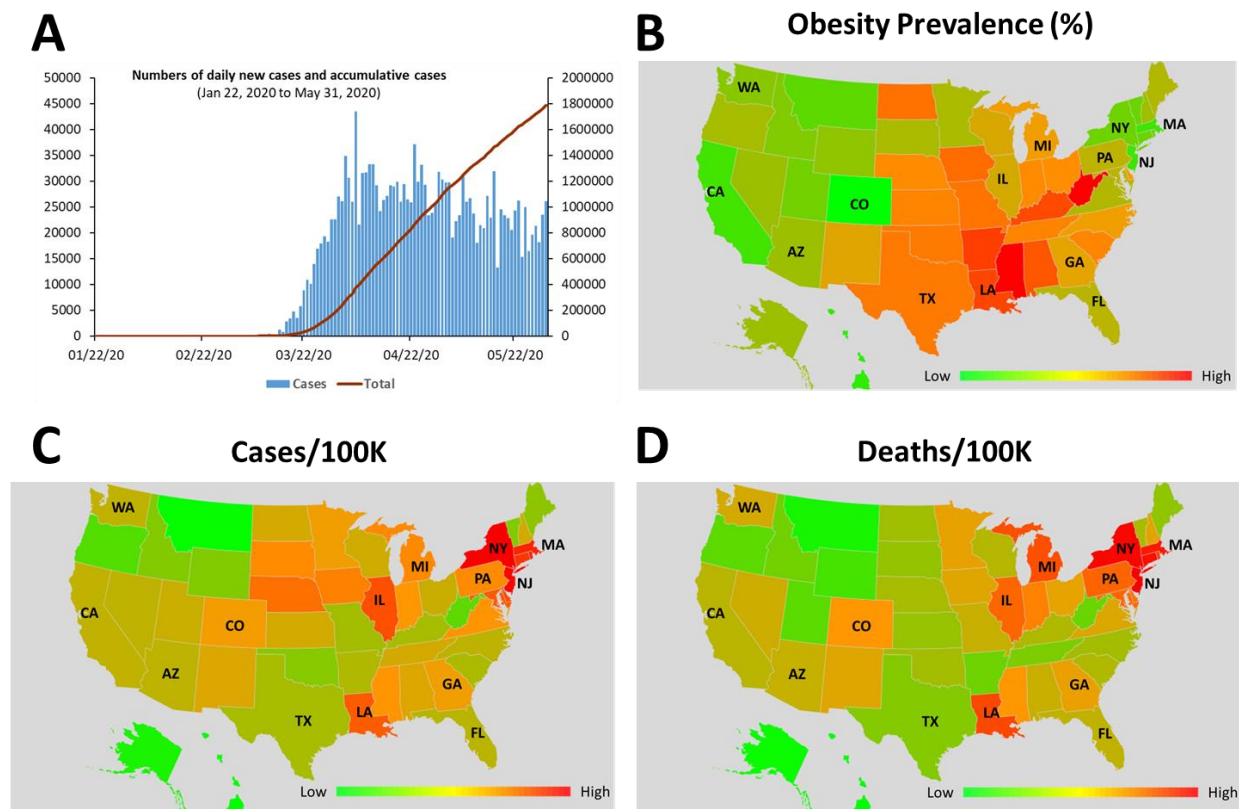 A
Numbers of daily new cases and accumulative cases
(Jan 22, 2020 to May 31, 2020)
50000
45000
40000
35000
30000
25000
20000
15000
10000
5000
0
2000000
1800000
1600000
1400000
1200000
1000000
800000
600000
400000
200000
0
01/22/20 02/22/20 03/22/20 04/22/20 05/22/20
Cases Total
B
Obesity Prevalence (%)
WA
NY
MA
MI
PA
NJ
IL
CA
CO
AZ
GA
TX
LA
FL
Low High
C
Cases/100K
WA
NY
MA
MI
PA
NJ
IL
CA
CO
AZ
GA
LA
TX
FL
Low High
D
Deaths/100K
WA
NY
MA
MI
PA
NJ
IL
CA
CO
AZ
GA
LA
TX
FL
Low High